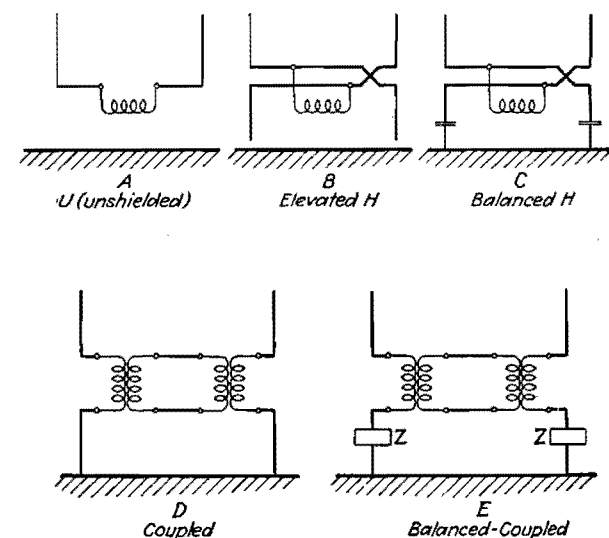 A
U (unshielded)
B
Elevated H
C
Balanced H
Z
Z
D
Coupled
E
Balanced-Coupled